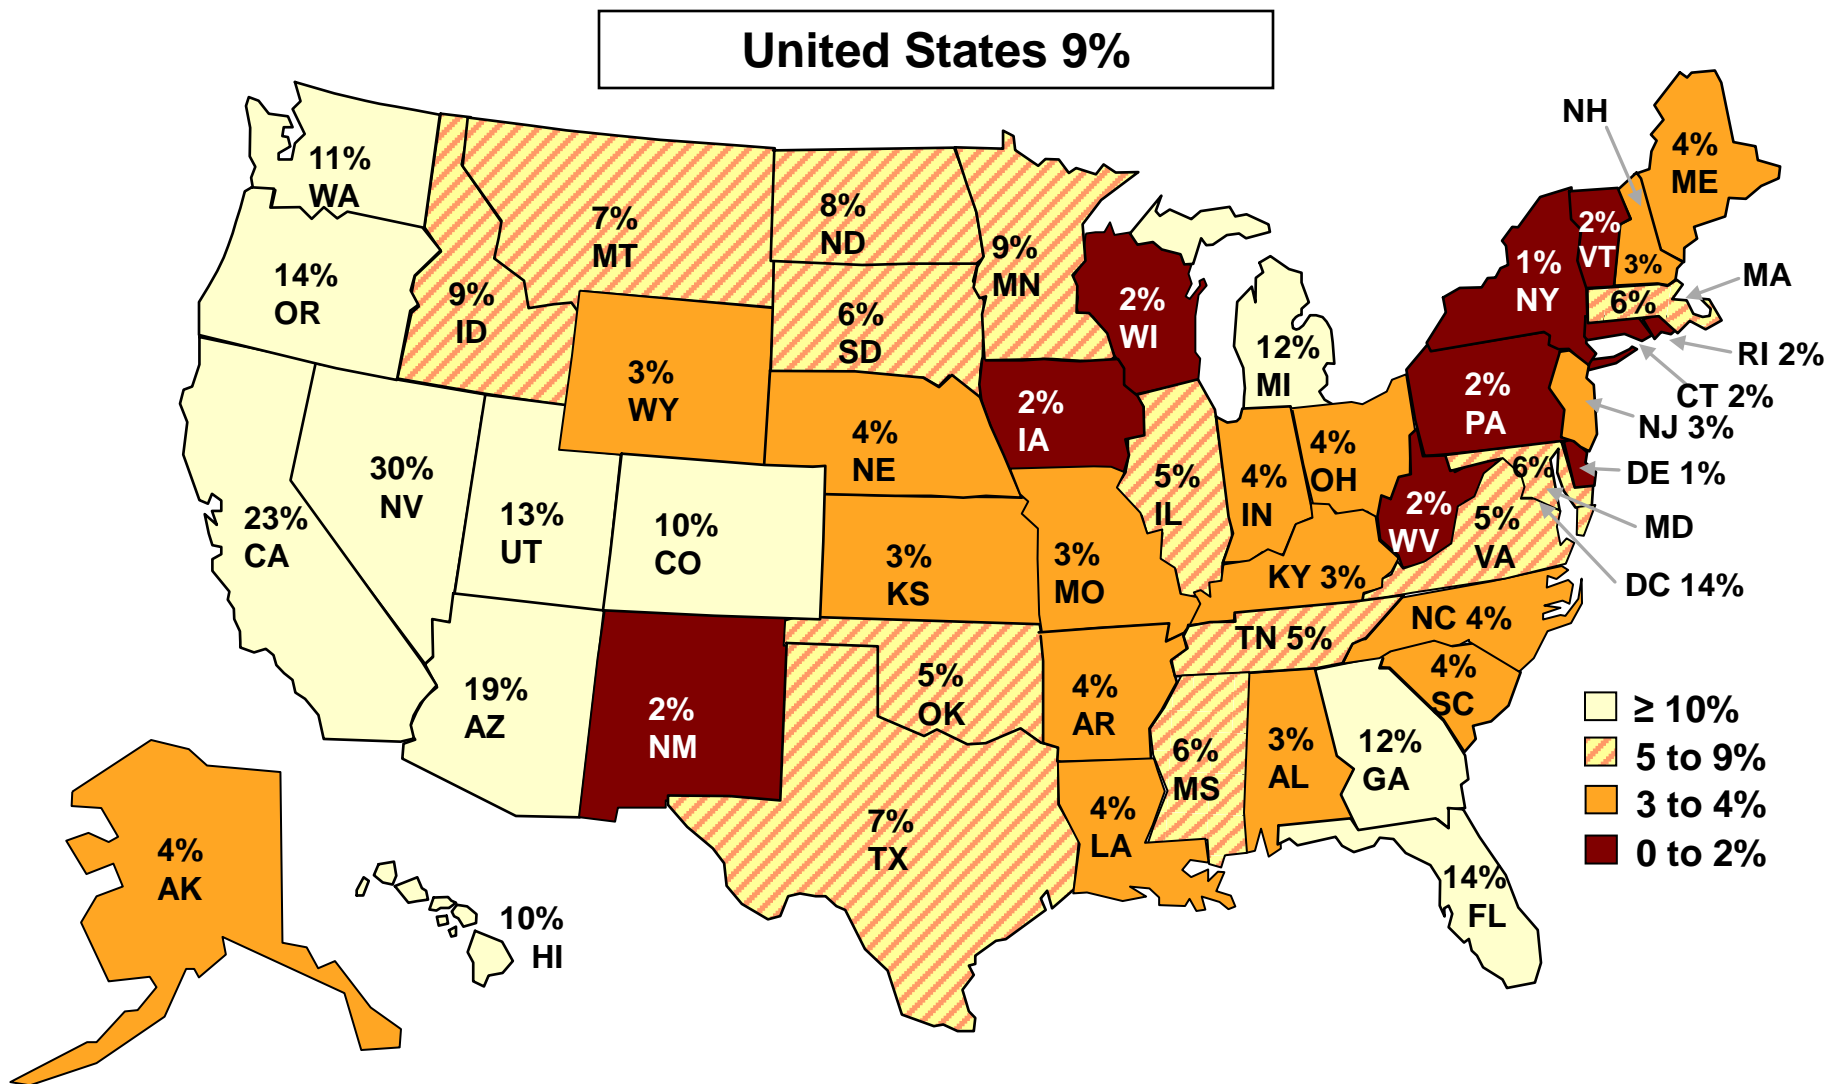 United States 9%
NH
4%
ME
11%
WA
2%
VT
7%
MT
8%
ND
9%
MN
1%
NY
3%
MA
14%
OR
9%
ID
2%
WI
6%
6%
SD
12%
MI
RI 2%
3%
WY
2%
IA
2%
PA
CT 2%
NJ 3%
4%
NE
4%
OH
30%
NV
5%
IL
4%
IN
6%
DE 1%
23%
CA
13%
UT
10%
CO
2%
WV
5%
VA
MD
3%
KS
3%
MO
KY 3%
DC 14%
TN 5%
NC 4%
19%
AZ
2%
NM
5%
OK
4%
AR
4%
SC
6%
MS
3%
AL
12%
GA
≥ 10%
5 to 9%
3 to 4%
0 to 2%
7%
TX
4%
LA
4%
AK
10%
HI
14%
FL